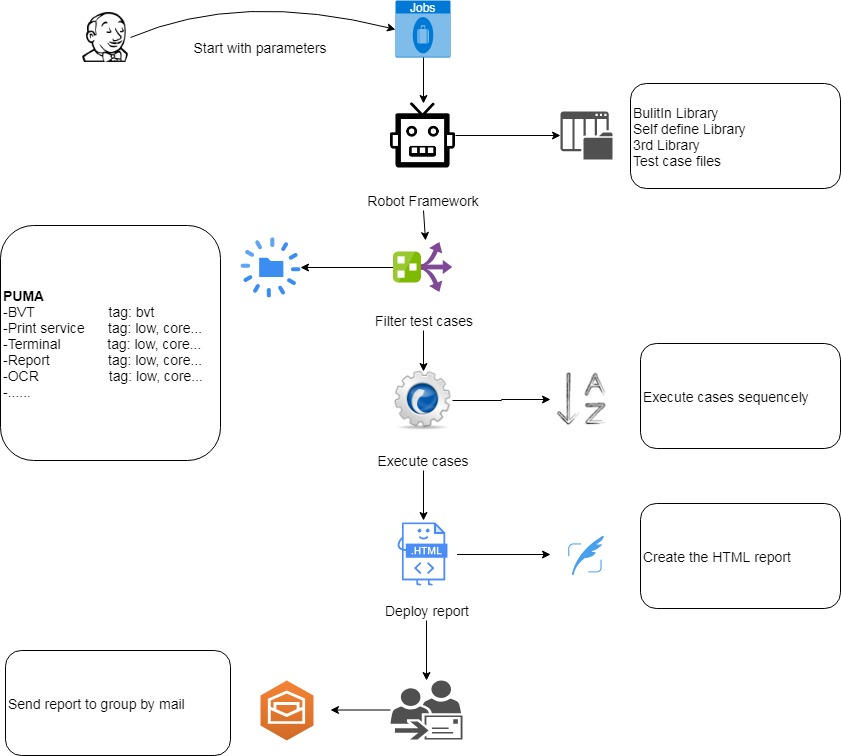 Jobs
Start with parameters
BulitIn Library
Self define Library
3rd Library
Test case files
Robot Framework
PUMA
-BVT tag: bvt
-Print service tag: low, core...
-Terminal tag: low, core...
-Report tag: low, core...
-OCR tag: low, core...
-......
Filter test cases
A
Z
Execute cases sequencely
Execute cases
.HTML
Create the HTML report
Deploy report
Send report to group by mail